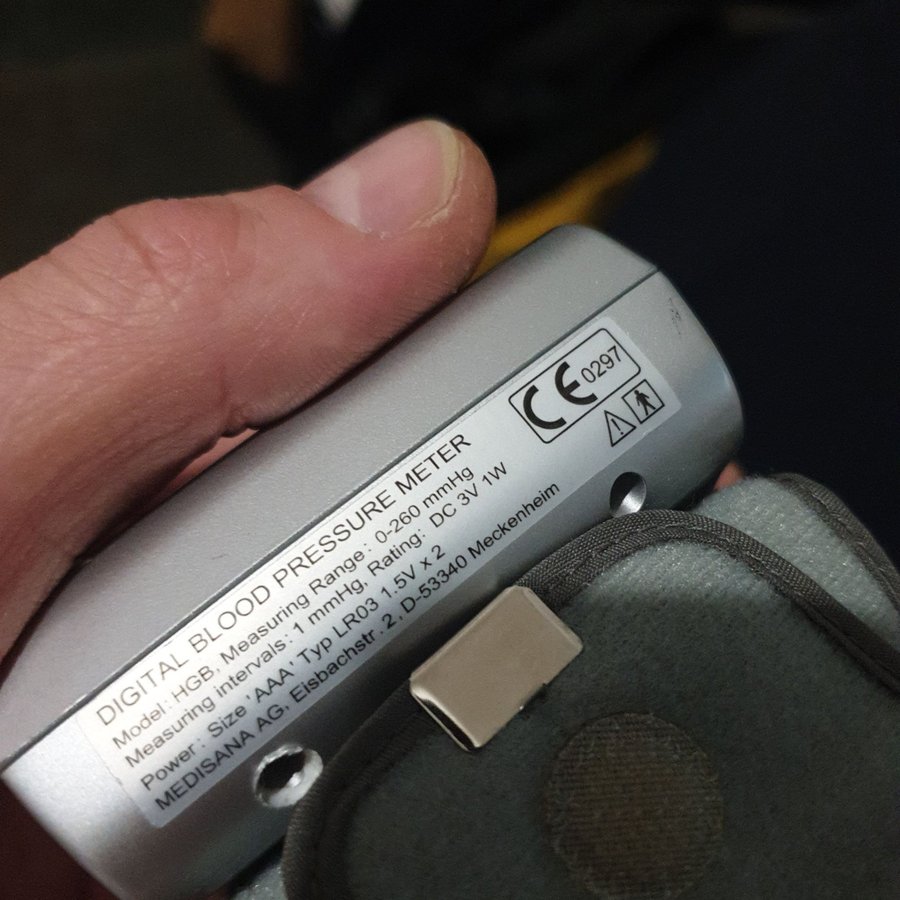 DIGITAL BLOOD PRESSURE METER
Model: HGB, Measuring Range: 0-260 mmHg
Measuring intervals: 1 mmHg, Rating: DC 3V 1W
Power: Size 'AAA' Typ LR03 1.5V x 2
MEDISANA AG, Eisbachstr. 2, D-53340 Meckenheim
CE 0297